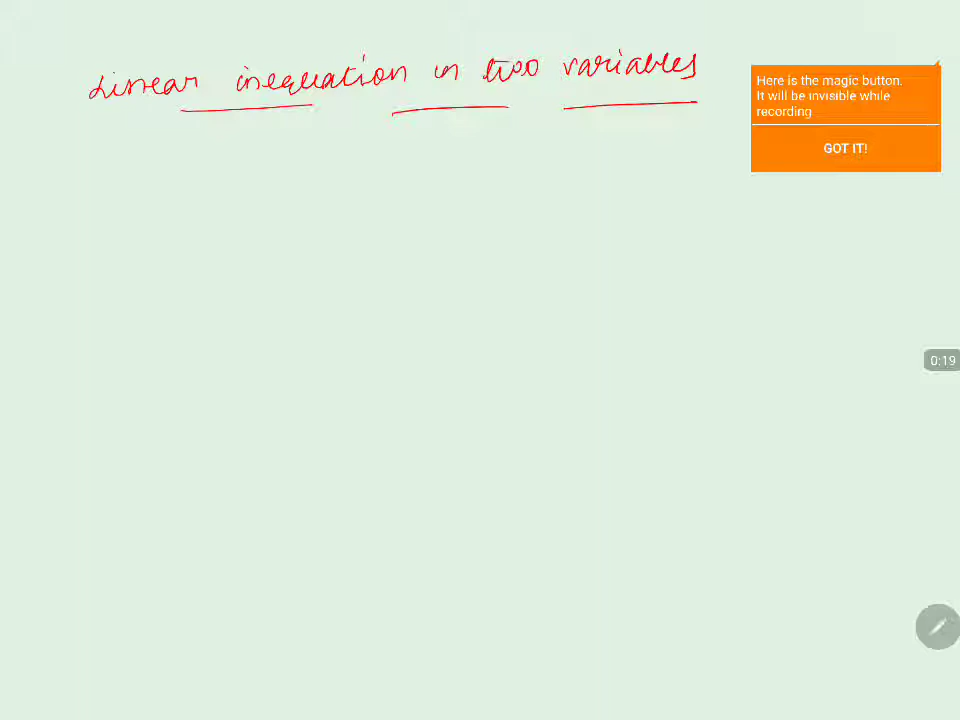 Linear inequation in two variables
Here is the magic button.
It will be invisible while
recording
GOT IT!
0:19